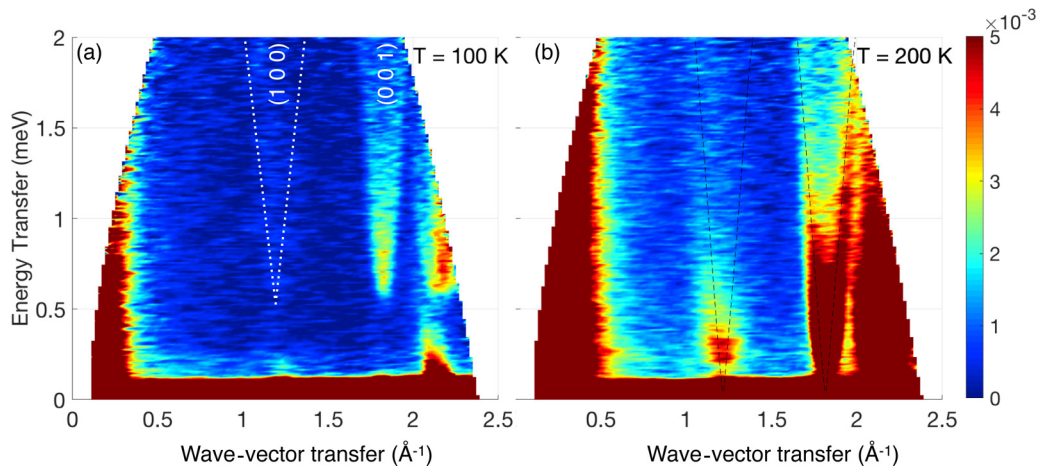 (a)
(1 0 0)
(0 0 1)
T = 100 K
(b)
T = 200 K
×10⁻³
2
1.5
1
0.5
0
Energy Transfer (meV)
0
0.5
1
1.5
2
2.5
Wave-vector transfer (Å⁻¹)
0.5
1
1.5
2
2.5
Wave-vector transfer (Å⁻¹)
5
4
3
2
1
0